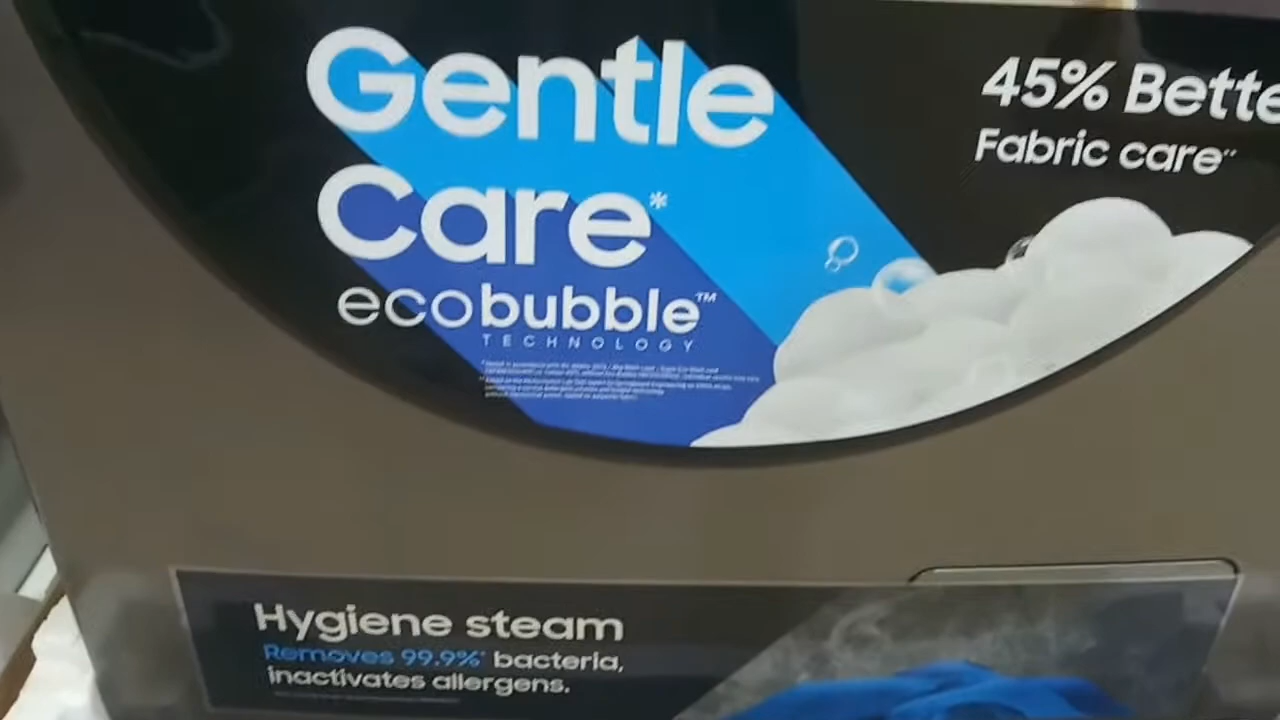 Gentle
Care*
ecobubble™
TECHNOLOGY
45% Bette
Fabric care**
Hygiene steam
Removes 99.9%* bacteria,
inactivates allergens.